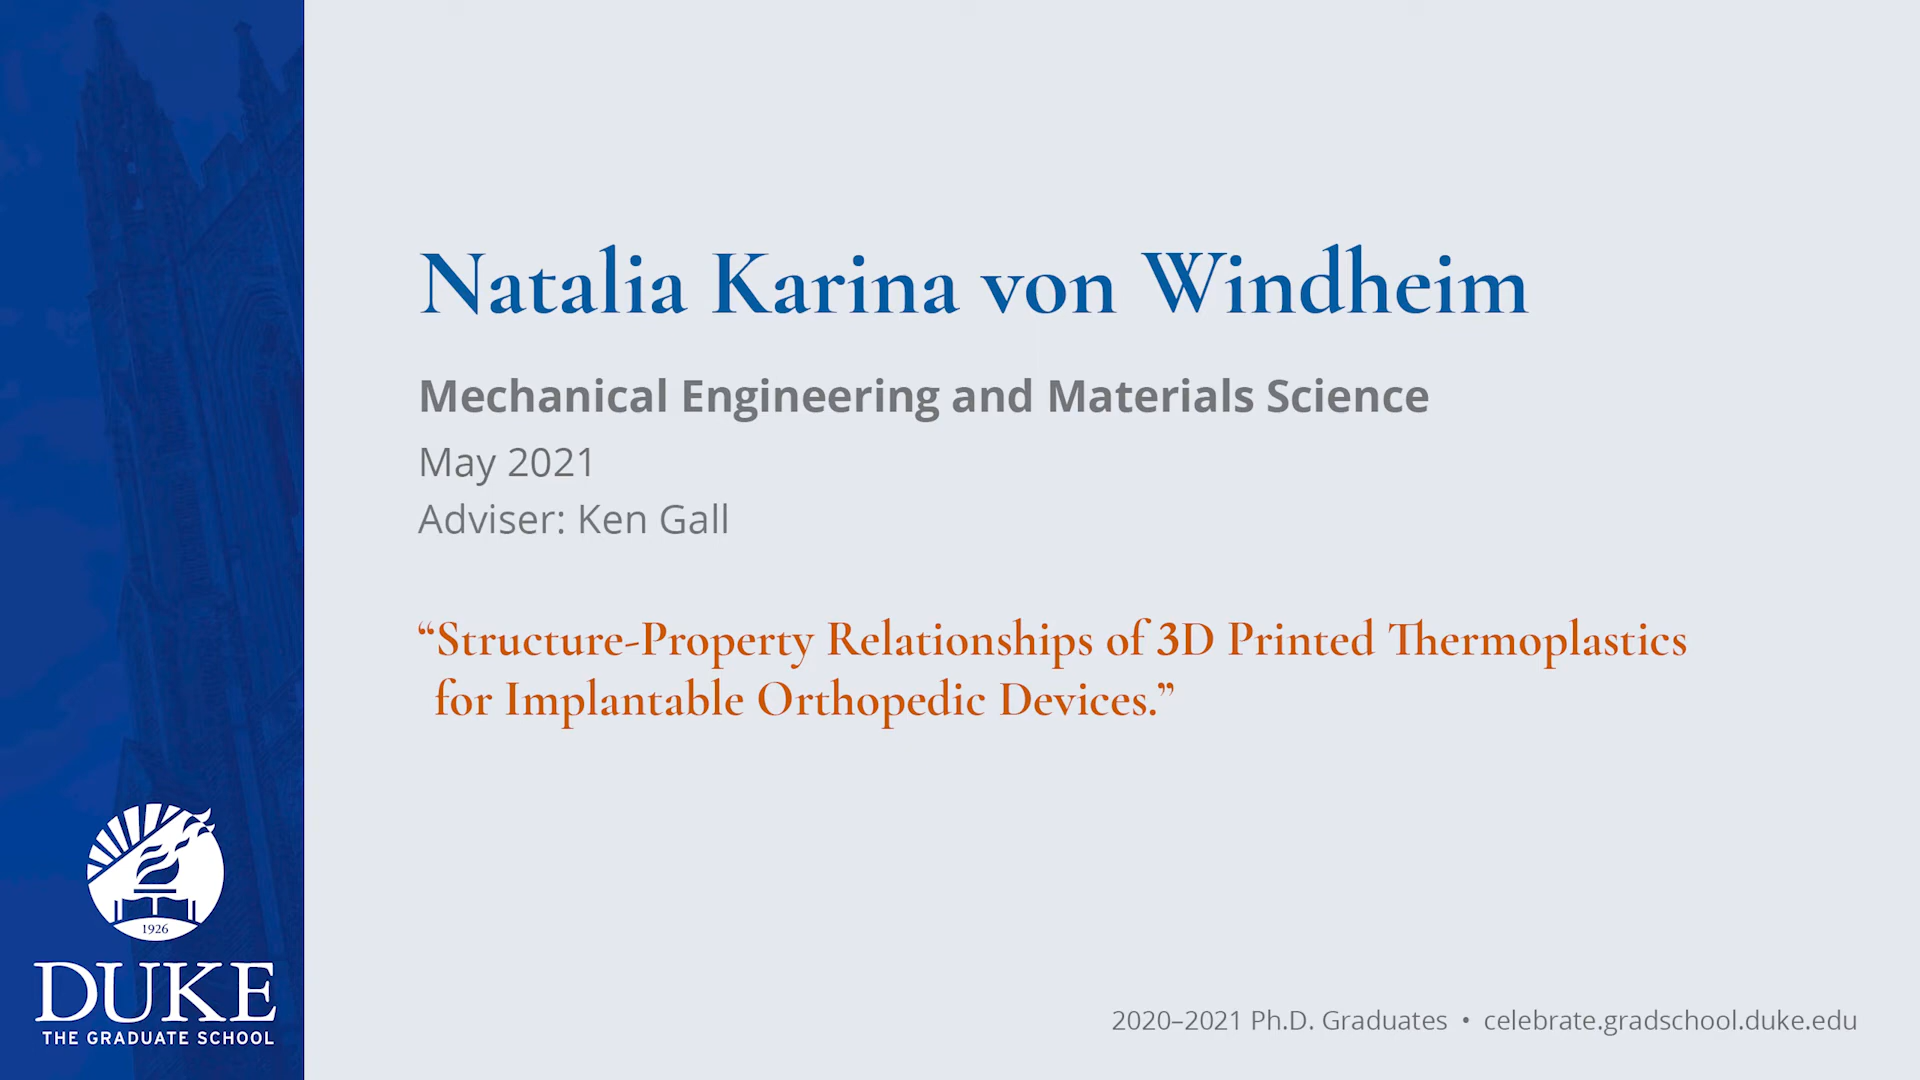 Natalia Karina von Windheim
Mechanical Engineering and Materials Science
May 2021
Adviser: Ken Gall
“Structure-Property Relationships of 3D Printed Thermoplastics
for Implantable Orthopedic Devices.”
1926
DUKE
THE GRADUATE SCHOOL
2020–2021 Ph.D. Graduates • celebrate.gradschool.duke.edu